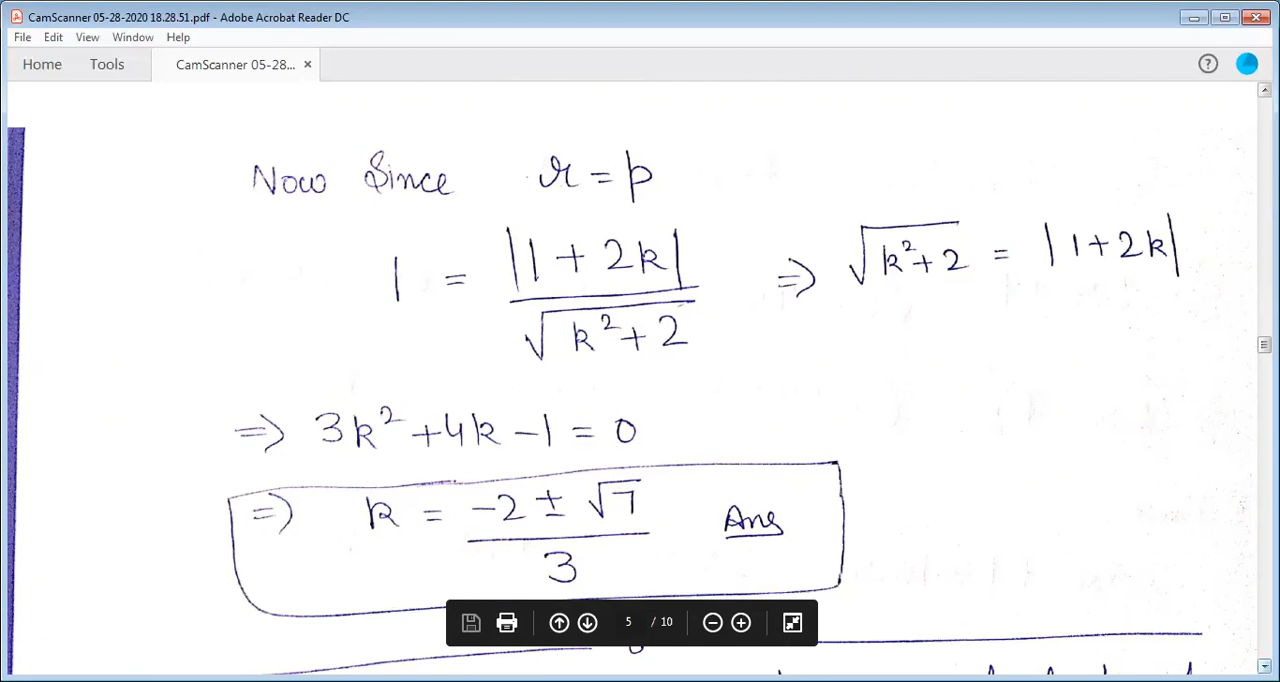 CamScanner 05-28-2020 18.28.51.pdf - Adobe Acrobat Reader DC
File Edit View Window Help
Home Tools CamScanner 05-28... ×
Now Since r = p
1 = |1 + 2k| / √(k² + 2) ⇒ √(k² + 2) = |1 + 2k|
⇒ 3k² + 4k - 1 = 0
⇒ k = (-2 ± √7) / 3 Ans
5 / 10